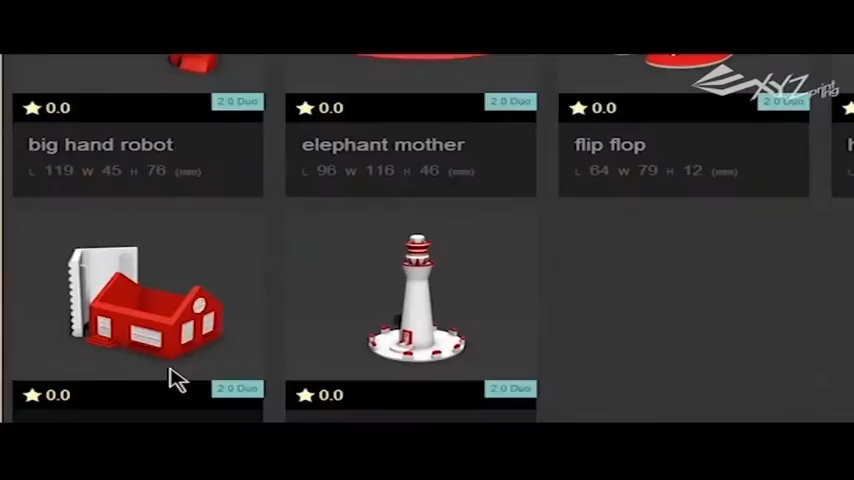 XYZprinting
0.0 2.0 Duo
0.0 2.0 Duo
0.0 2.0 Duo
big hand robot
elephant mother
flip flop
L 119 W 45 H 76 (mm)
L 96 W 116 H 46 (mm)
L 64 W 79 H 12 (mm)
0.0 2.0 Duo
0.0 2.0 Duo